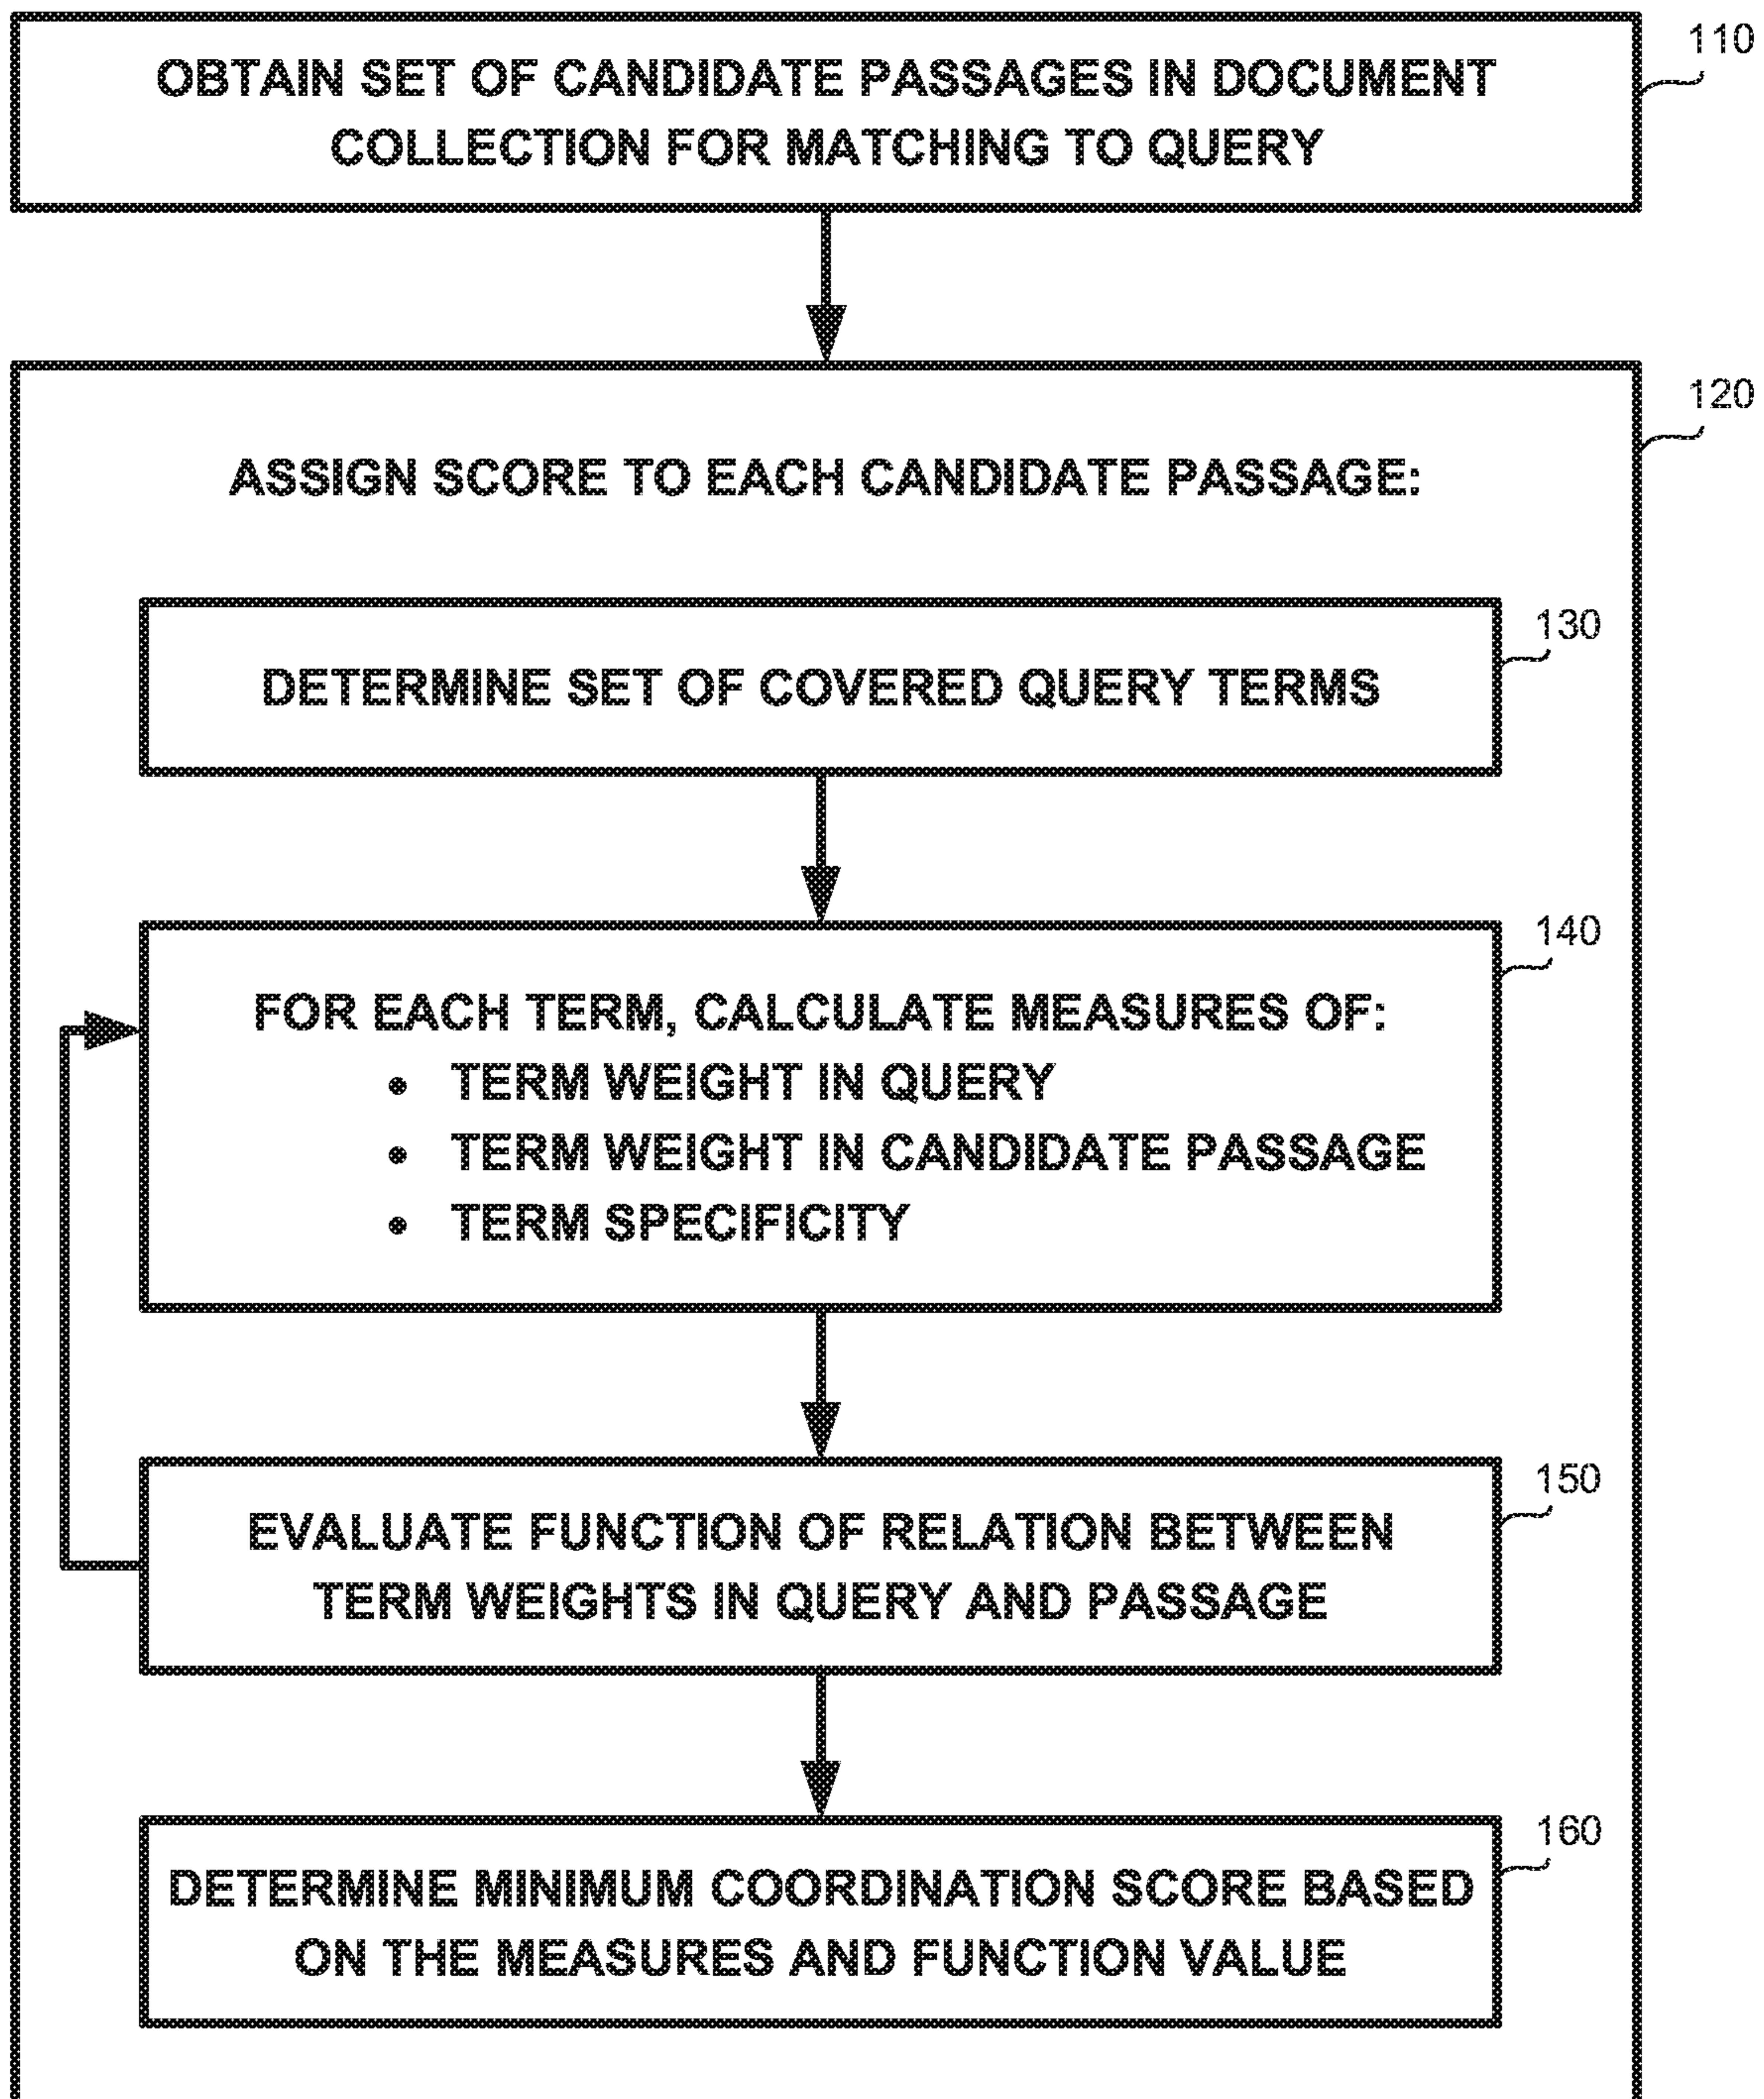 110
OBTAIN SET OF CANDIDATE PASSAGES IN DOCUMENT
COLLECTION FOR MATCHING TO QUERY
120
ASSIGN SCORE TO EACH CANDIDATE PASSAGE:
130
DETERMINE SET OF COVERED QUERY TERMS
140
FOR EACH TERM, CALCULATE MEASURES OF:
• TERM WEIGHT IN QUERY
• TERM WEIGHT IN CANDIDATE PASSAGE
• TERM SPECIFICITY
150
EVALUATE FUNCTION OF RELATION BETWEEN
TERM WEIGHTS IN QUERY AND PASSAGE
160
DETERMINE MINIMUM COORDINATION SCORE BASED
ON THE MEASURES AND FUNCTION VALUE